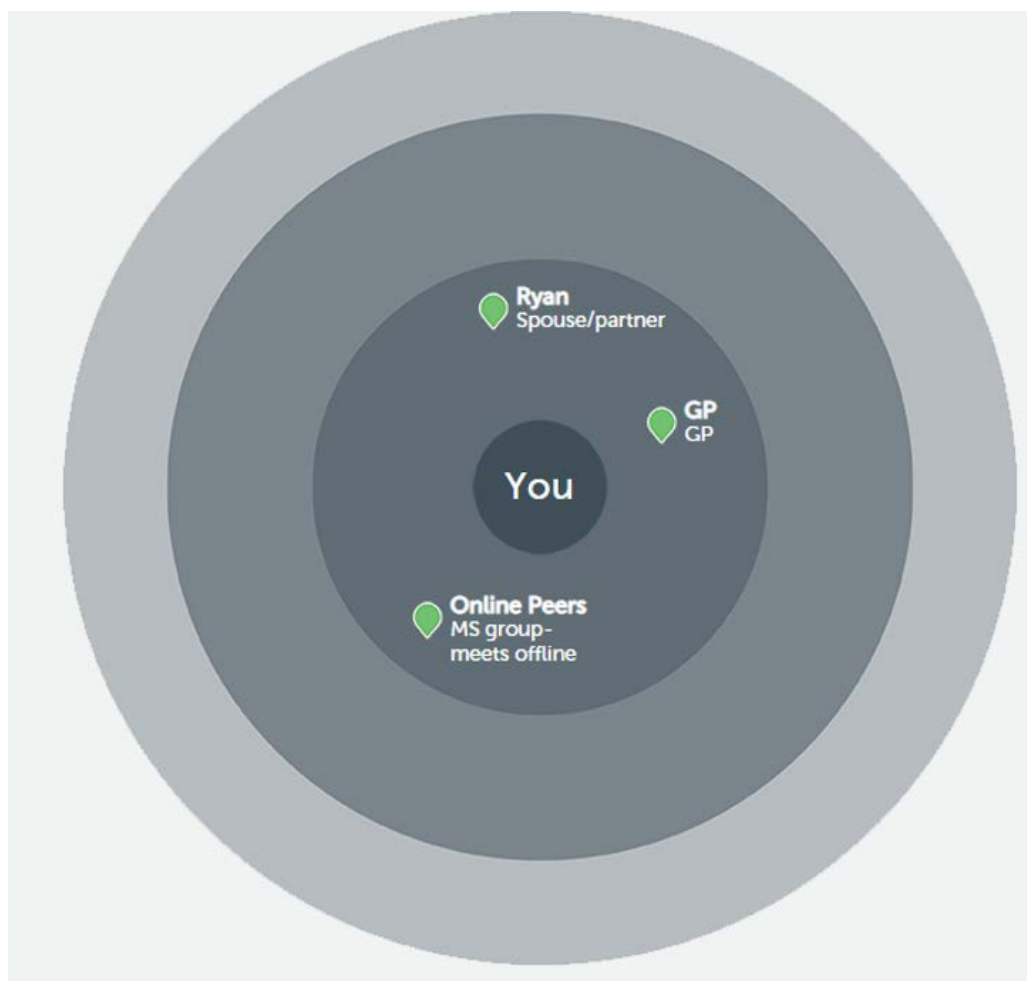 Ryan
Spouse/partner
GP
GP
You
Online Peers
MS group-
meets offline